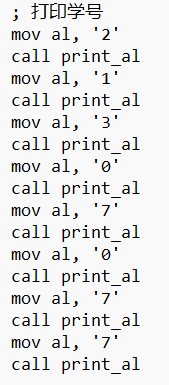 ; 打印学号
mov al, '2'
call print_al
mov al, '1'
call print_al
mov al, '3'
call print_al
mov al, '0'
call print_al
mov al, '7'
call print_al
mov al, '0'
call print_al
mov al, '7'
call print_al
mov al, '7'
call print_al